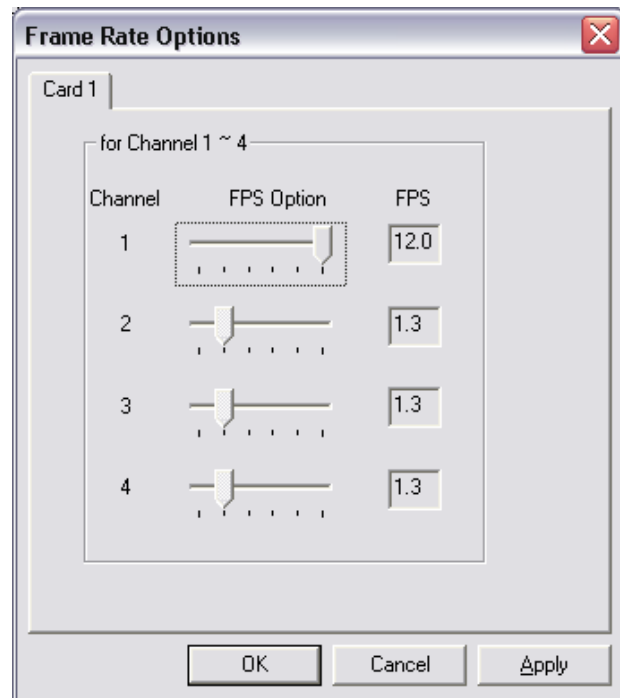 Frame Rate Options
Card 1
for Channel 1 ~ 4
Channel FPS Option FPS
1 12.0
2 1.3
3 1.3
4 1.3
OK Cancel Apply